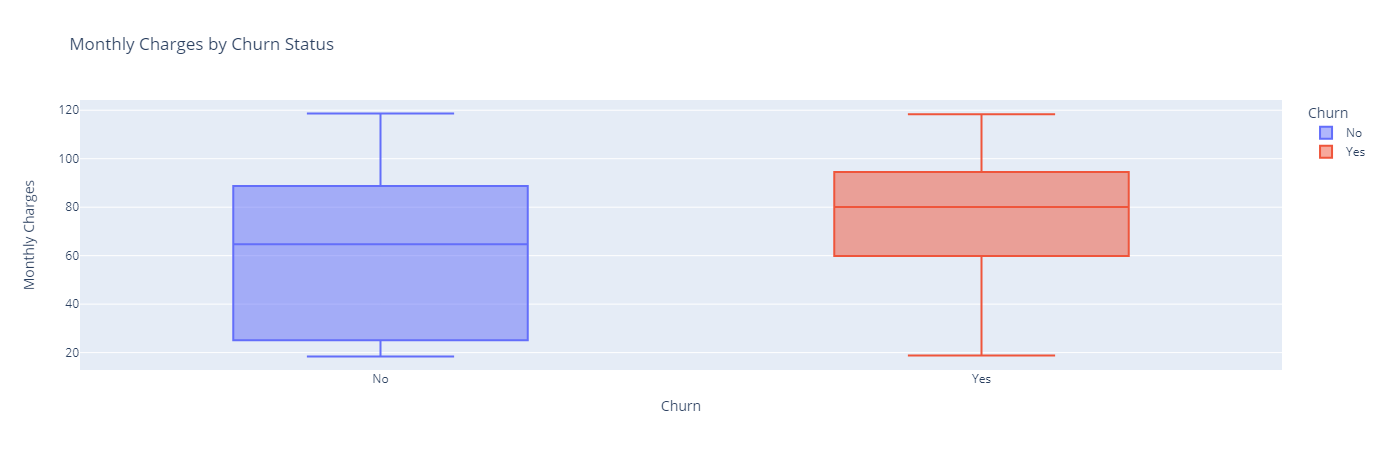 Monthly Charges by Churn Status
Monthly Charges
120
100
80
60
40
20
No
Yes
Churn
Churn
No
Yes